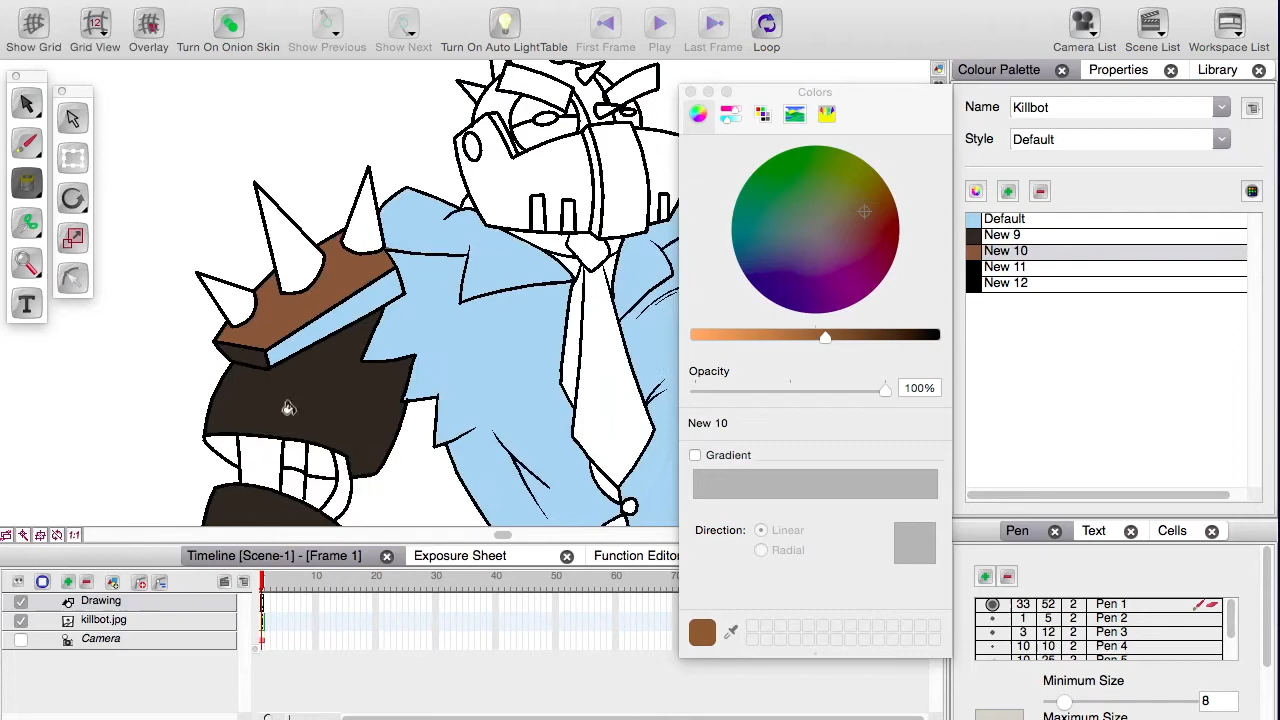 Show Grid
Grid View
Overlay
Turn On Onion Skin
Show Previous
Show Next
Turn On Auto LightTable
First Frame
Play
Last Frame
Loop
Camera List
Scene List
Workspace List
12
Colour Palette
Properties
Library
Name
Killbot
Style
Default
Default
New 9
New 10
New 11
New 12
T
Colors
Opacity
100%
New 10
Gradient
Direction:
Linear
Radial
1:1
Timeline [Scene-1] - [Frame 1]
Exposure Sheet
Function Editor
10 20 30 40 50 60
Drawing
killbot.jpg
Camera
Pen
Text
Cells
33 52 2 Pen 1
1 5 2 Pen 2
3 12 2 Pen 3
10 10 2 Pen 4
Minimum Size
8
Maximum Size